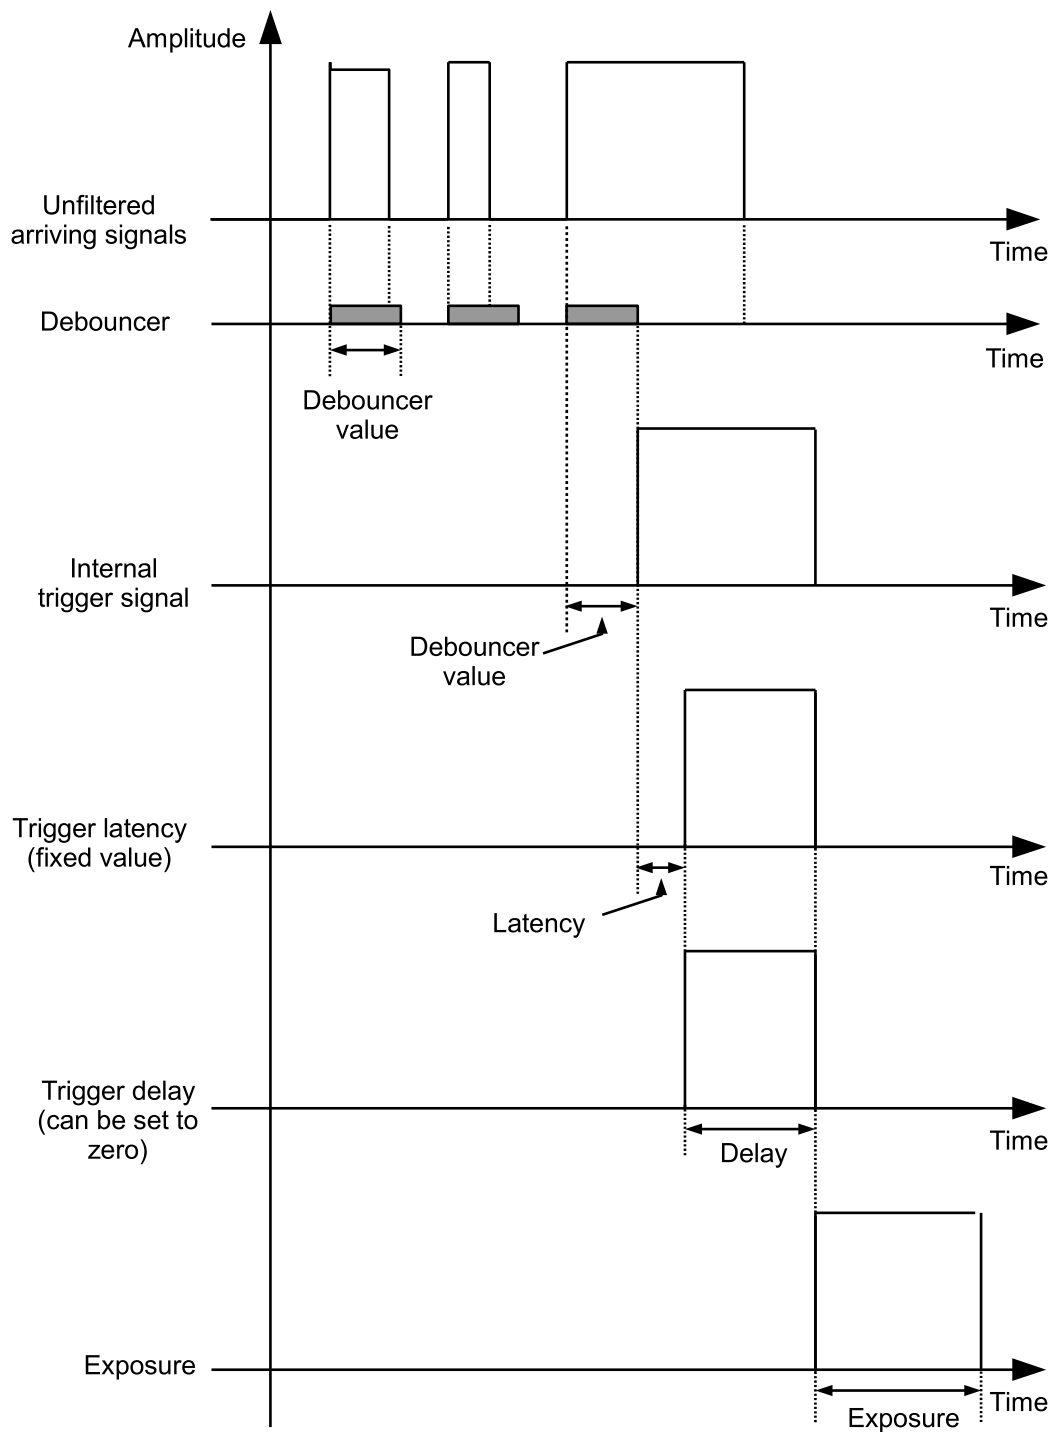 Amplitude
Unfiltered
arriving signals
Time
Debouncer
Time
Debouncer
value
Internal
trigger signal
Time
Debouncer
value
Trigger latency
(fixed value)
Time
Latency
Trigger delay
(can be set to
zero)
Time
Delay
Exposure
Time
Exposure